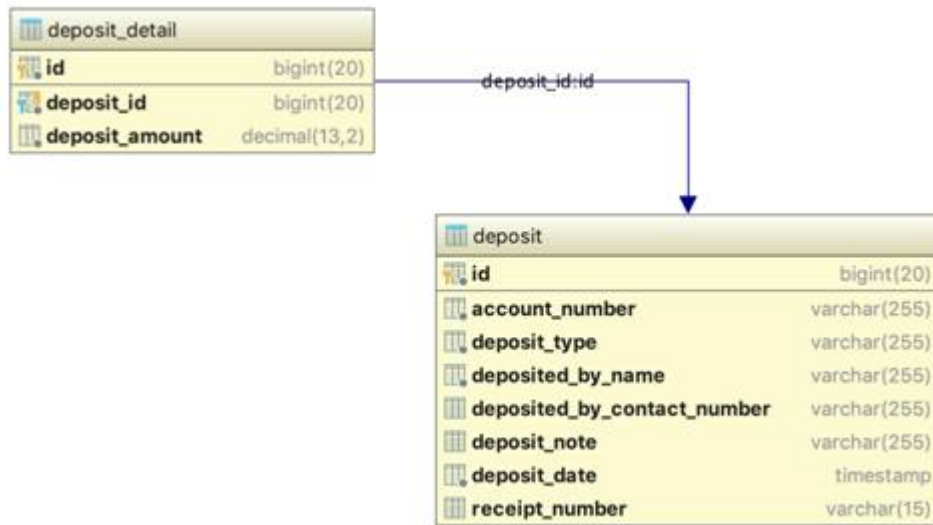 deposit_detail
id bigint(20)
deposit_id bigint(20)
deposit_amount decimal(13,2)
deposit_id:id
deposit
id bigint(20)
account_number varchar(255)
deposit_type varchar(255)
deposited_by_name varchar(255)
deposited_by_contact_number varchar(255)
deposit_note varchar(255)
deposit_date timestamp
receipt_number varchar(15)